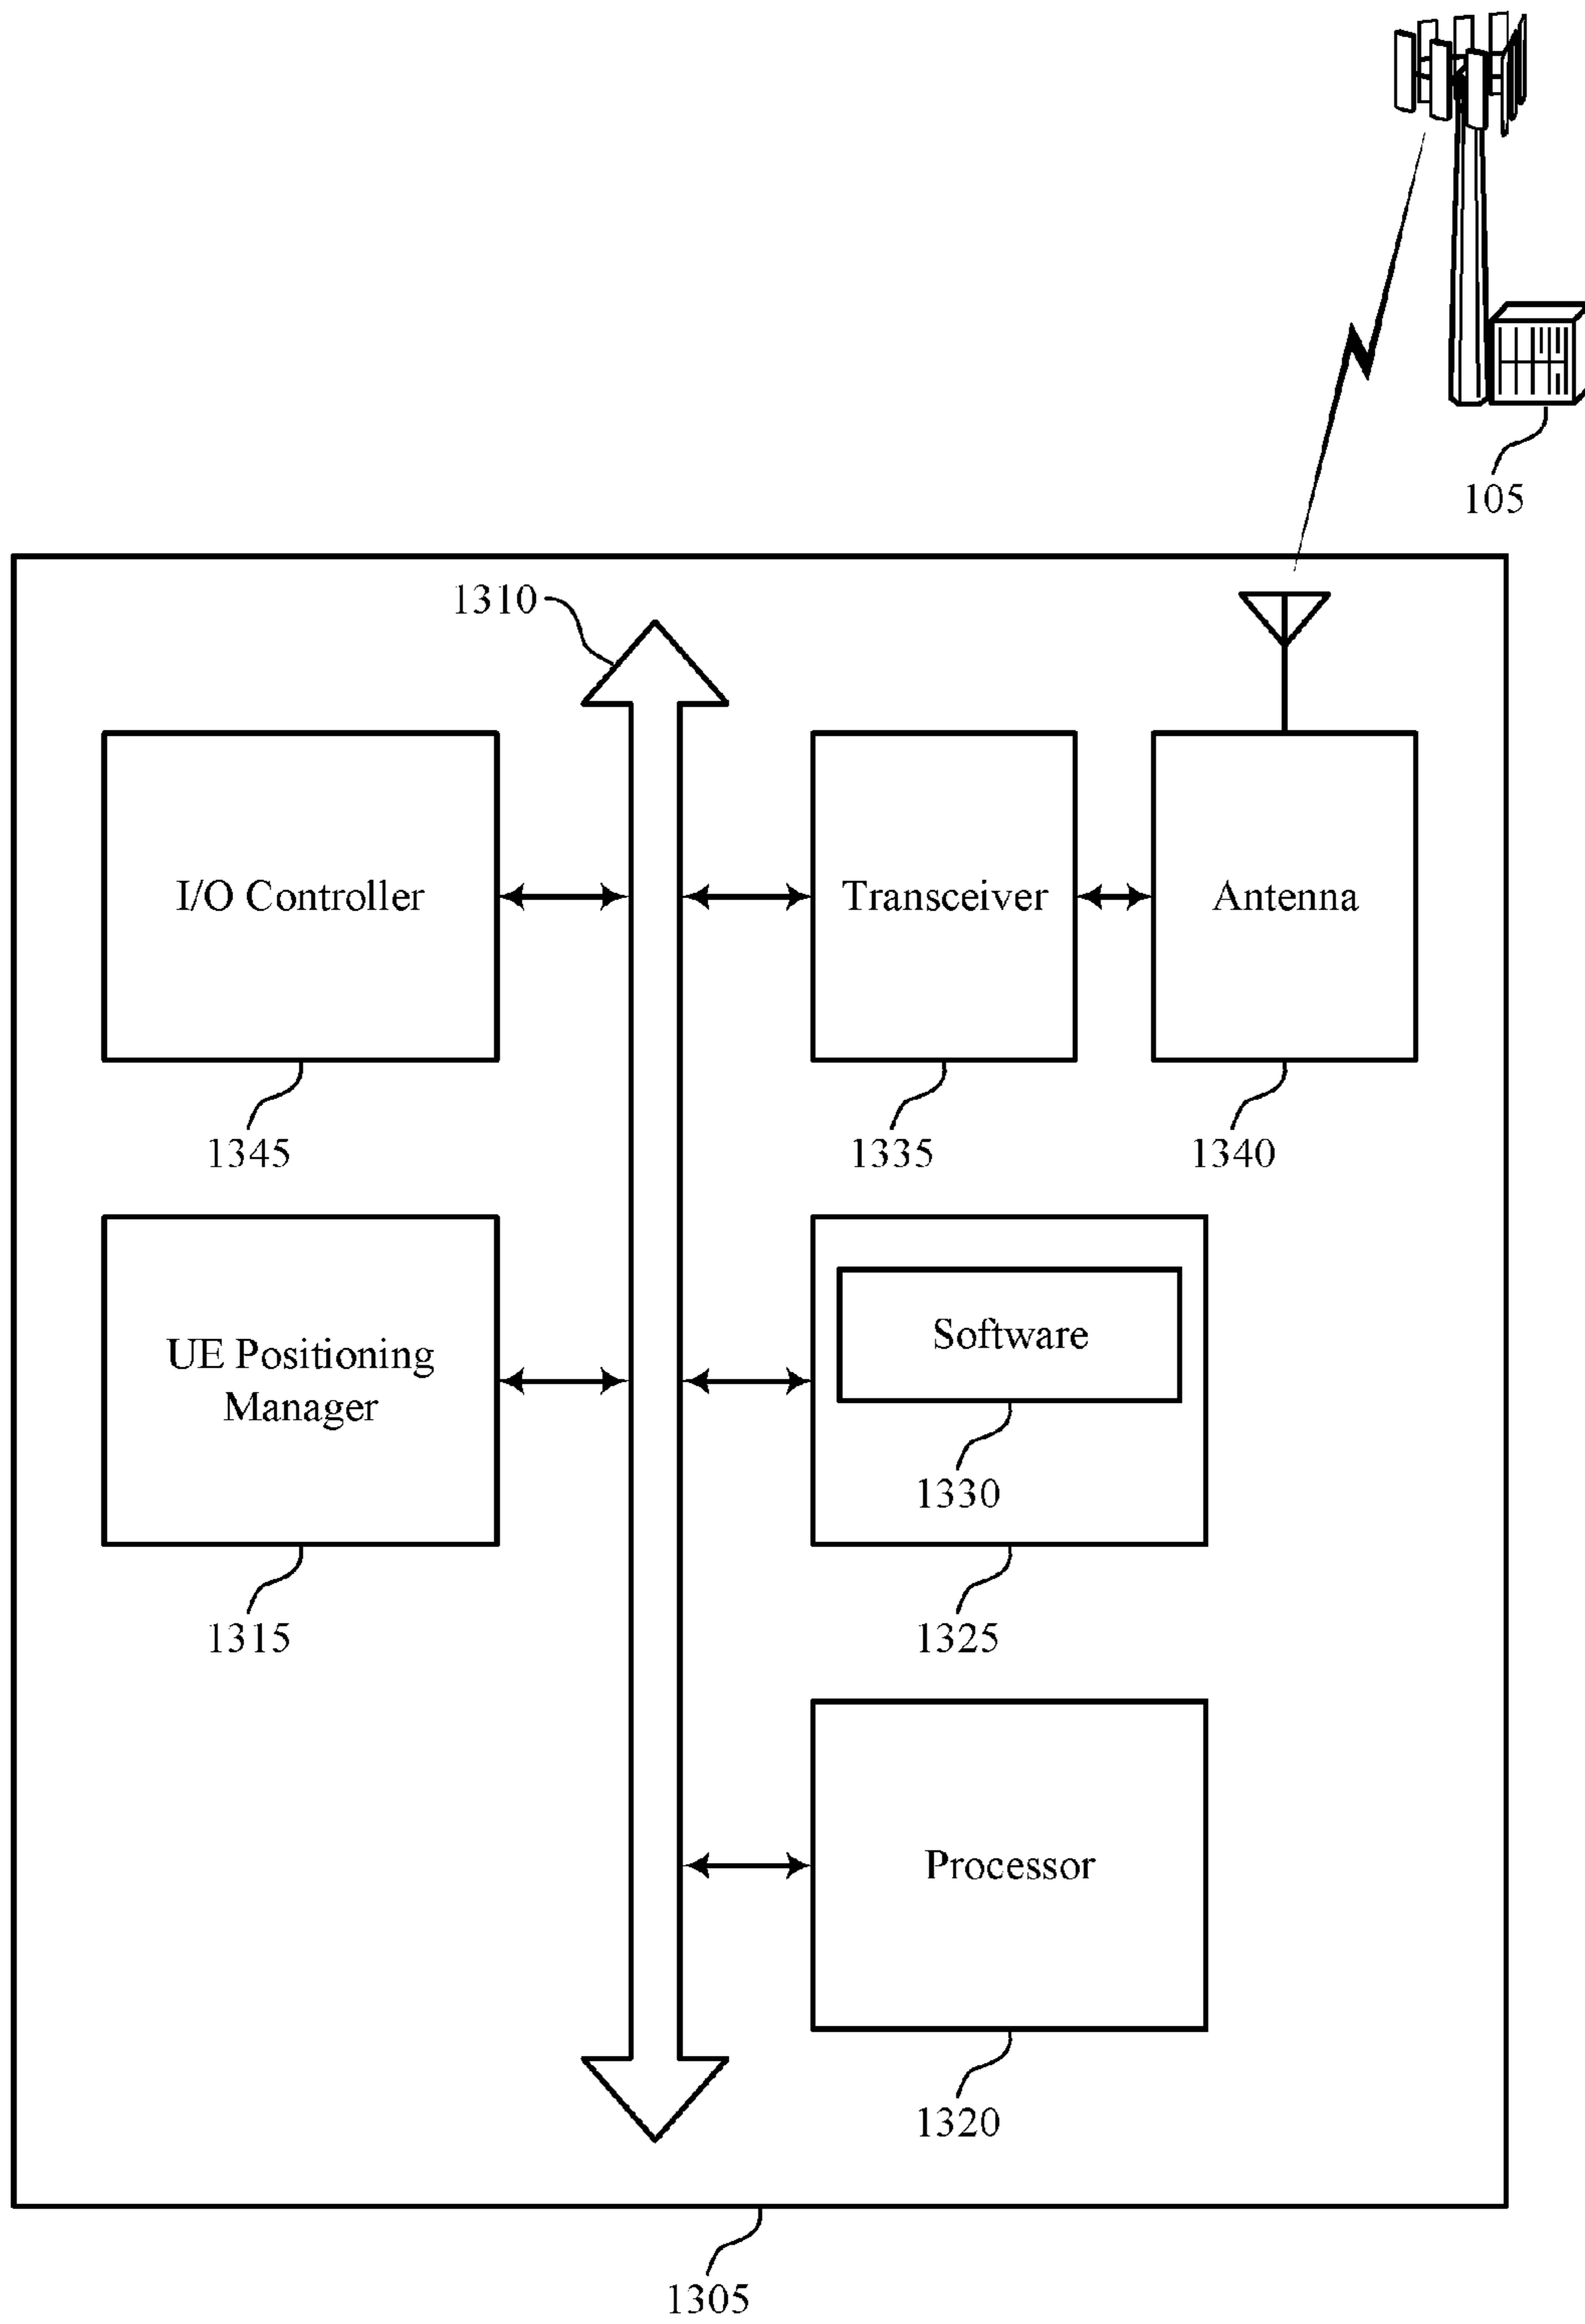 105
1310
I/O Controller
Transceiver
Antenna
1345
1335
1340
UE Positioning
Manager
Software
1330
1315
1325
Processor
1320
1305